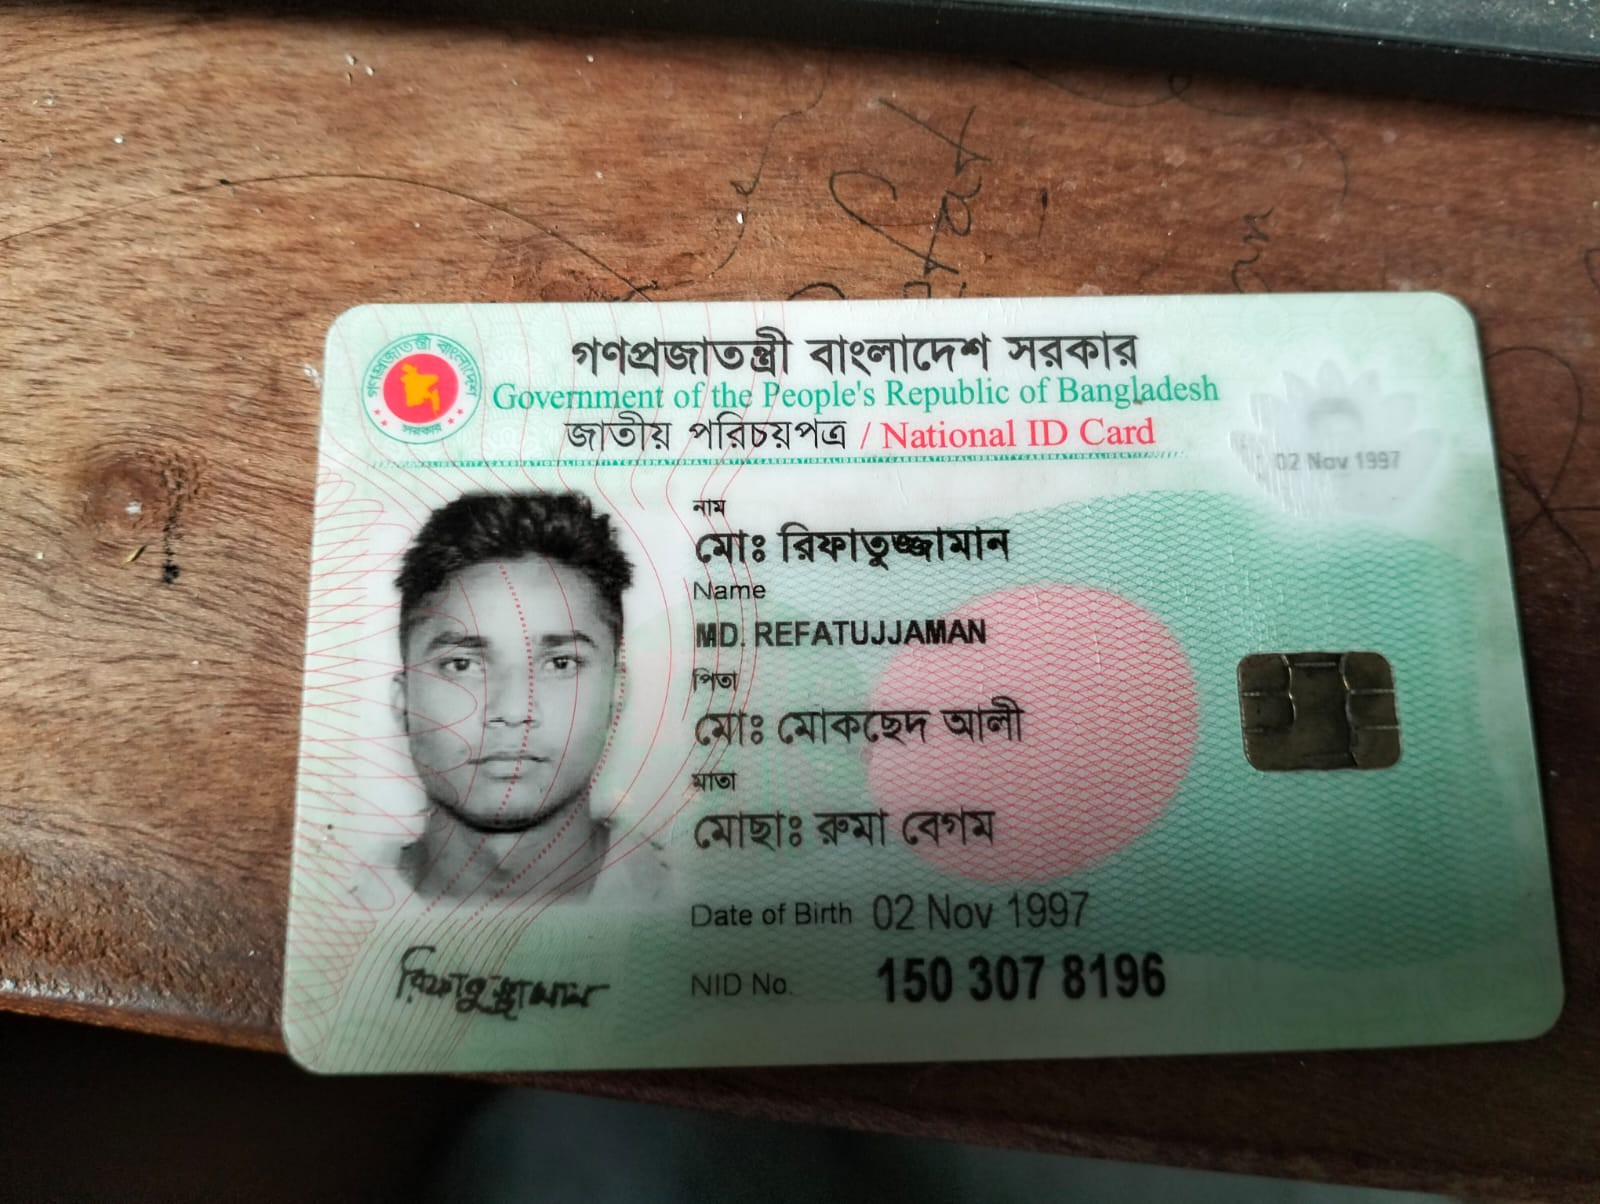 গণপ্রজাতন্ত্রী বাংলাদেশ সরকার
Government of the People's Republic of Bangladesh
জাতীয় পরিচয়পত্র / National ID Card
গণপ্রজাতন্ত্রী বাংলাদেশ
সরকার
02 Nov 1997
নাম
মোঃ রিফাতুজ্জামান
Name
MD. REFATUJJAMAN
পিতা
মোঃ মোকছেদ আলী
মাতা
মোছাঃ রুমা বেগম
Date of Birth 02 Nov 1997
রিফাতুজ্জামান
NID No. 150 307 8196